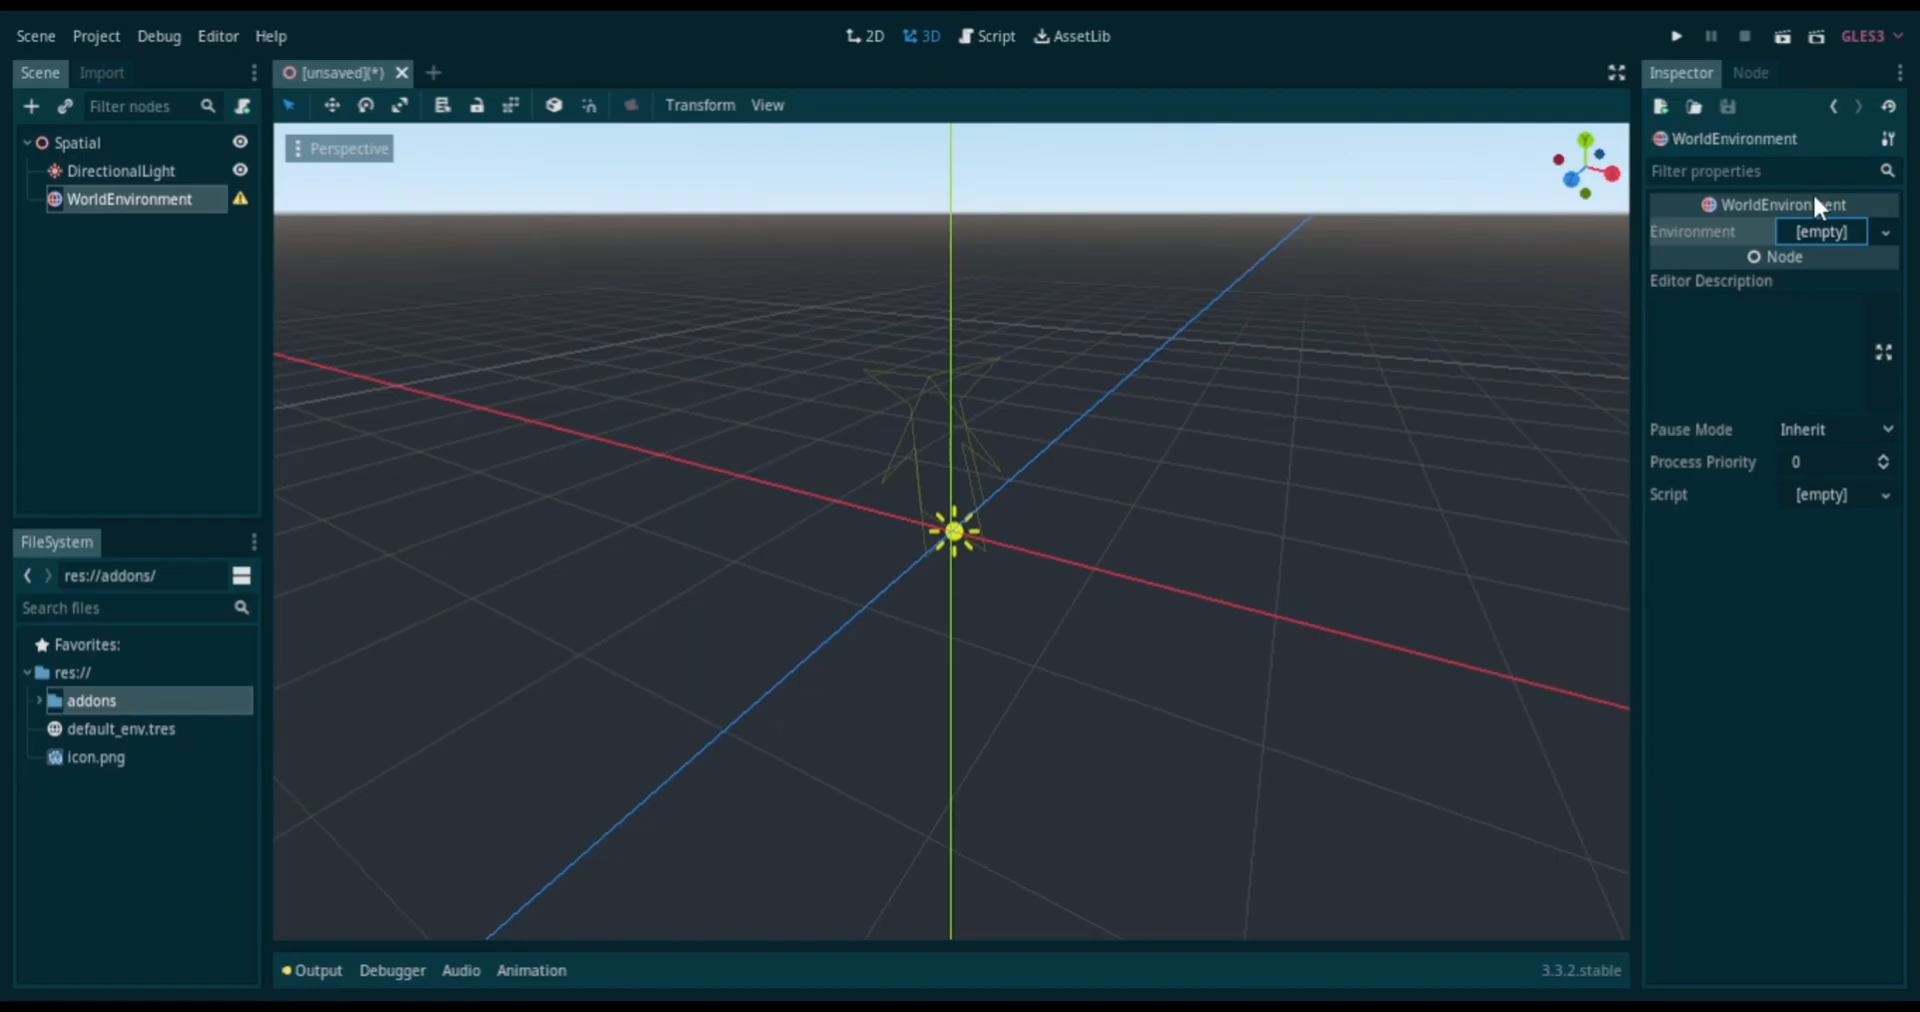 Scene Project Debug Editor Help
2D 3D Script AssetLib
GLES3
Scene Import
Filter nodes
Spatial
DirectionalLight
WorldEnvironment
FileSystem
res://addons/
Search files
Favorites:
res://
addons
default_env.tres
icon.png
[unsaved](*)
Transform View
Perspective
Y
Output Debugger Audio Animation
3.3.2.stable
Inspector Node
WorldEnvironment
Filter properties
WorldEnvironment
Environment [empty]
Node
Editor Description
Pause Mode Inherit
Process Priority 0
Script [empty]